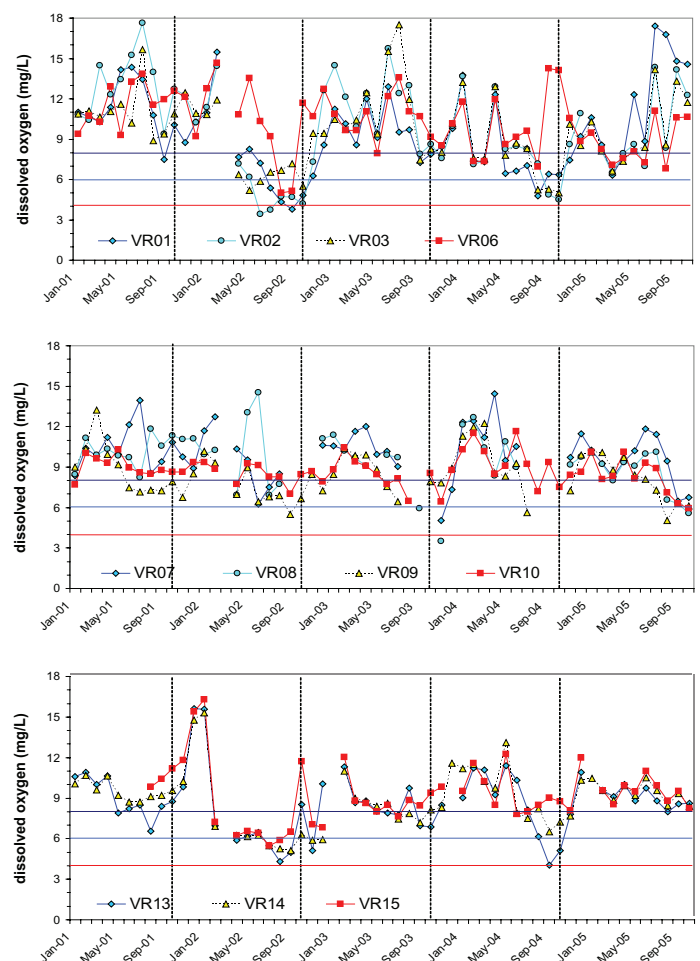 dissolved oxygen (mg/L)
18
15
12
9
6
3
0
VR01 VR02 VR03 VR06
Jan-01 May-01 Sep-01 Jan-02 May-02 Sep-02 Jan-03 May-03 Sep-03 Jan-04 May-04 Sep-04 Jan-05 May-05 Sep-05
dissolved oxygen (mg/L)
18
15
12
9
6
3
0
VR07 VR08 VR09 VR10
Jan-01 May-01 Sep-01 Jan-02 May-02 Sep-02 Jan-03 May-03 Sep-03 Jan-04 May-04 Sep-04 Jan-05 May-05 Sep-05
dissolved oxygen (mg/L)
18
15
12
9
6
3
0
VR13 VR14 VR15
Jan-01 May-01 Sep-01 Jan-02 May-02 Sep-02 Jan-03 May-03 Sep-03 Jan-04 May-04 Sep-04 Jan-05 May-05 Sep-05